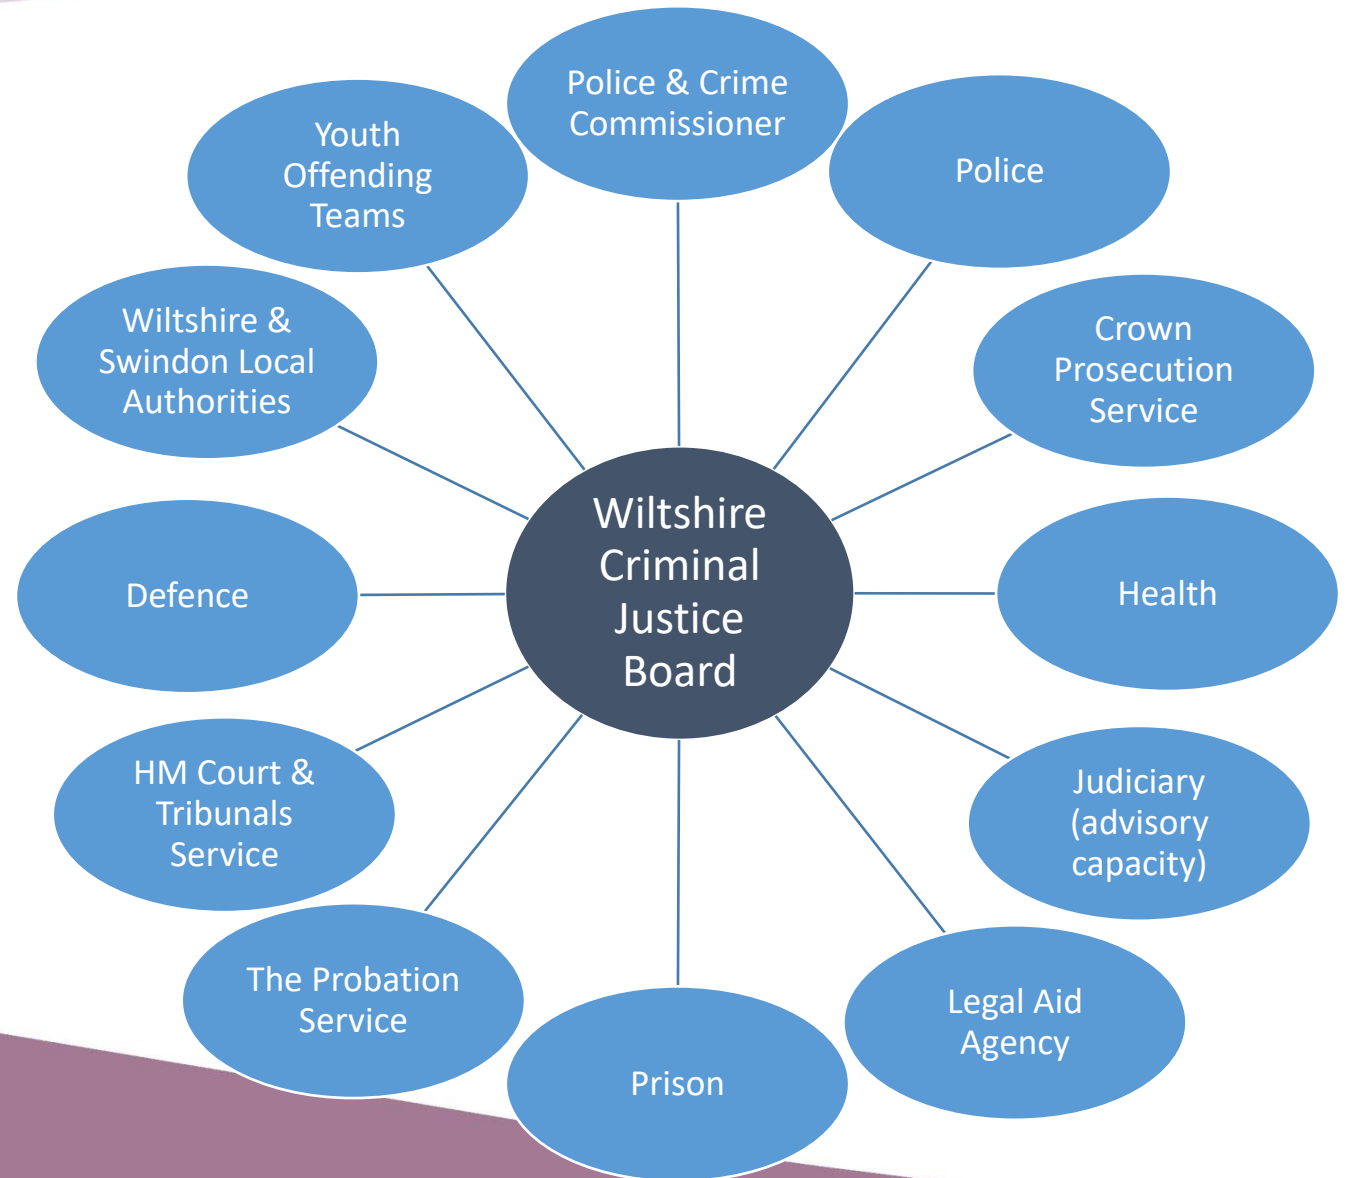 Police & Crime
Commissioner
Police
Crown
Prosecution
Service
Health
Judiciary
(advisory
capacity)
Legal Aid
Agency
Prison
The Probation
Service
HM Court &
Tribunals
Service
Defence
Wiltshire &
Swindon Local
Authorities
Youth
Offending
Teams
Wiltshire
Criminal
Justice
Board